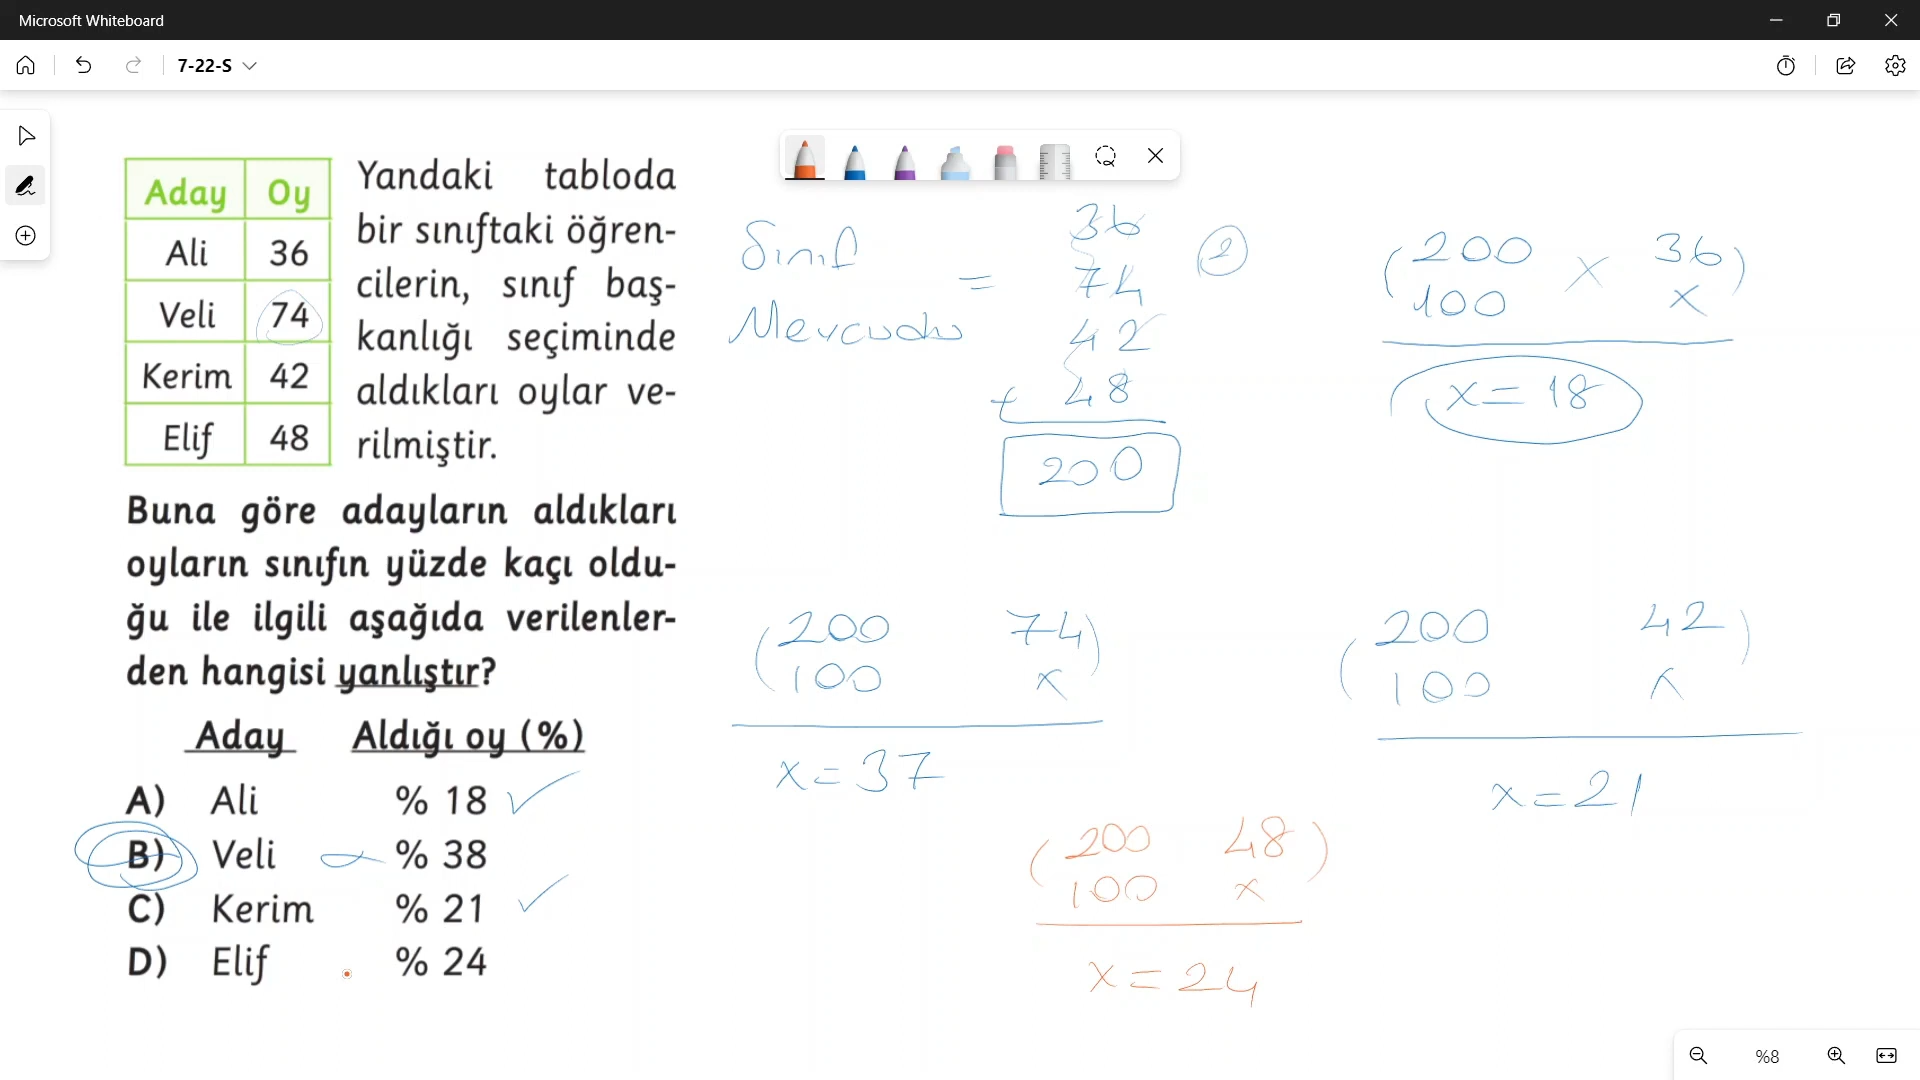 Microsoft Whiteboard
7-22-S
Aday Oy
Ali 36
Veli 74
Kerim 42
Elif 48
Yandaki tabloda
bir sınıftaki öğren-
cilerin, sınıf baş-
kanlığı seçiminde
aldıkları oylar ve-
rilmiştir.
Buna göre adayların aldıkları
oyların sınıfın yüzde kaçı oldu-
ğu ile ilgili aşağıda verilenler-
den hangisi yanlıştır?
Aday Aldığı oy (%)
A) Ali % 18
B) Veli % 38
C) Kerim % 21
D) Elif % 24
Sınıf
Mevcudu =
36
74
42
+ 48
200
2
(200 x 36)
100 x
x = 18
(200 74)
100 x
x = 37
(200 42)
100 x
x = 21
(200 48)
100 x
x = 24
%8